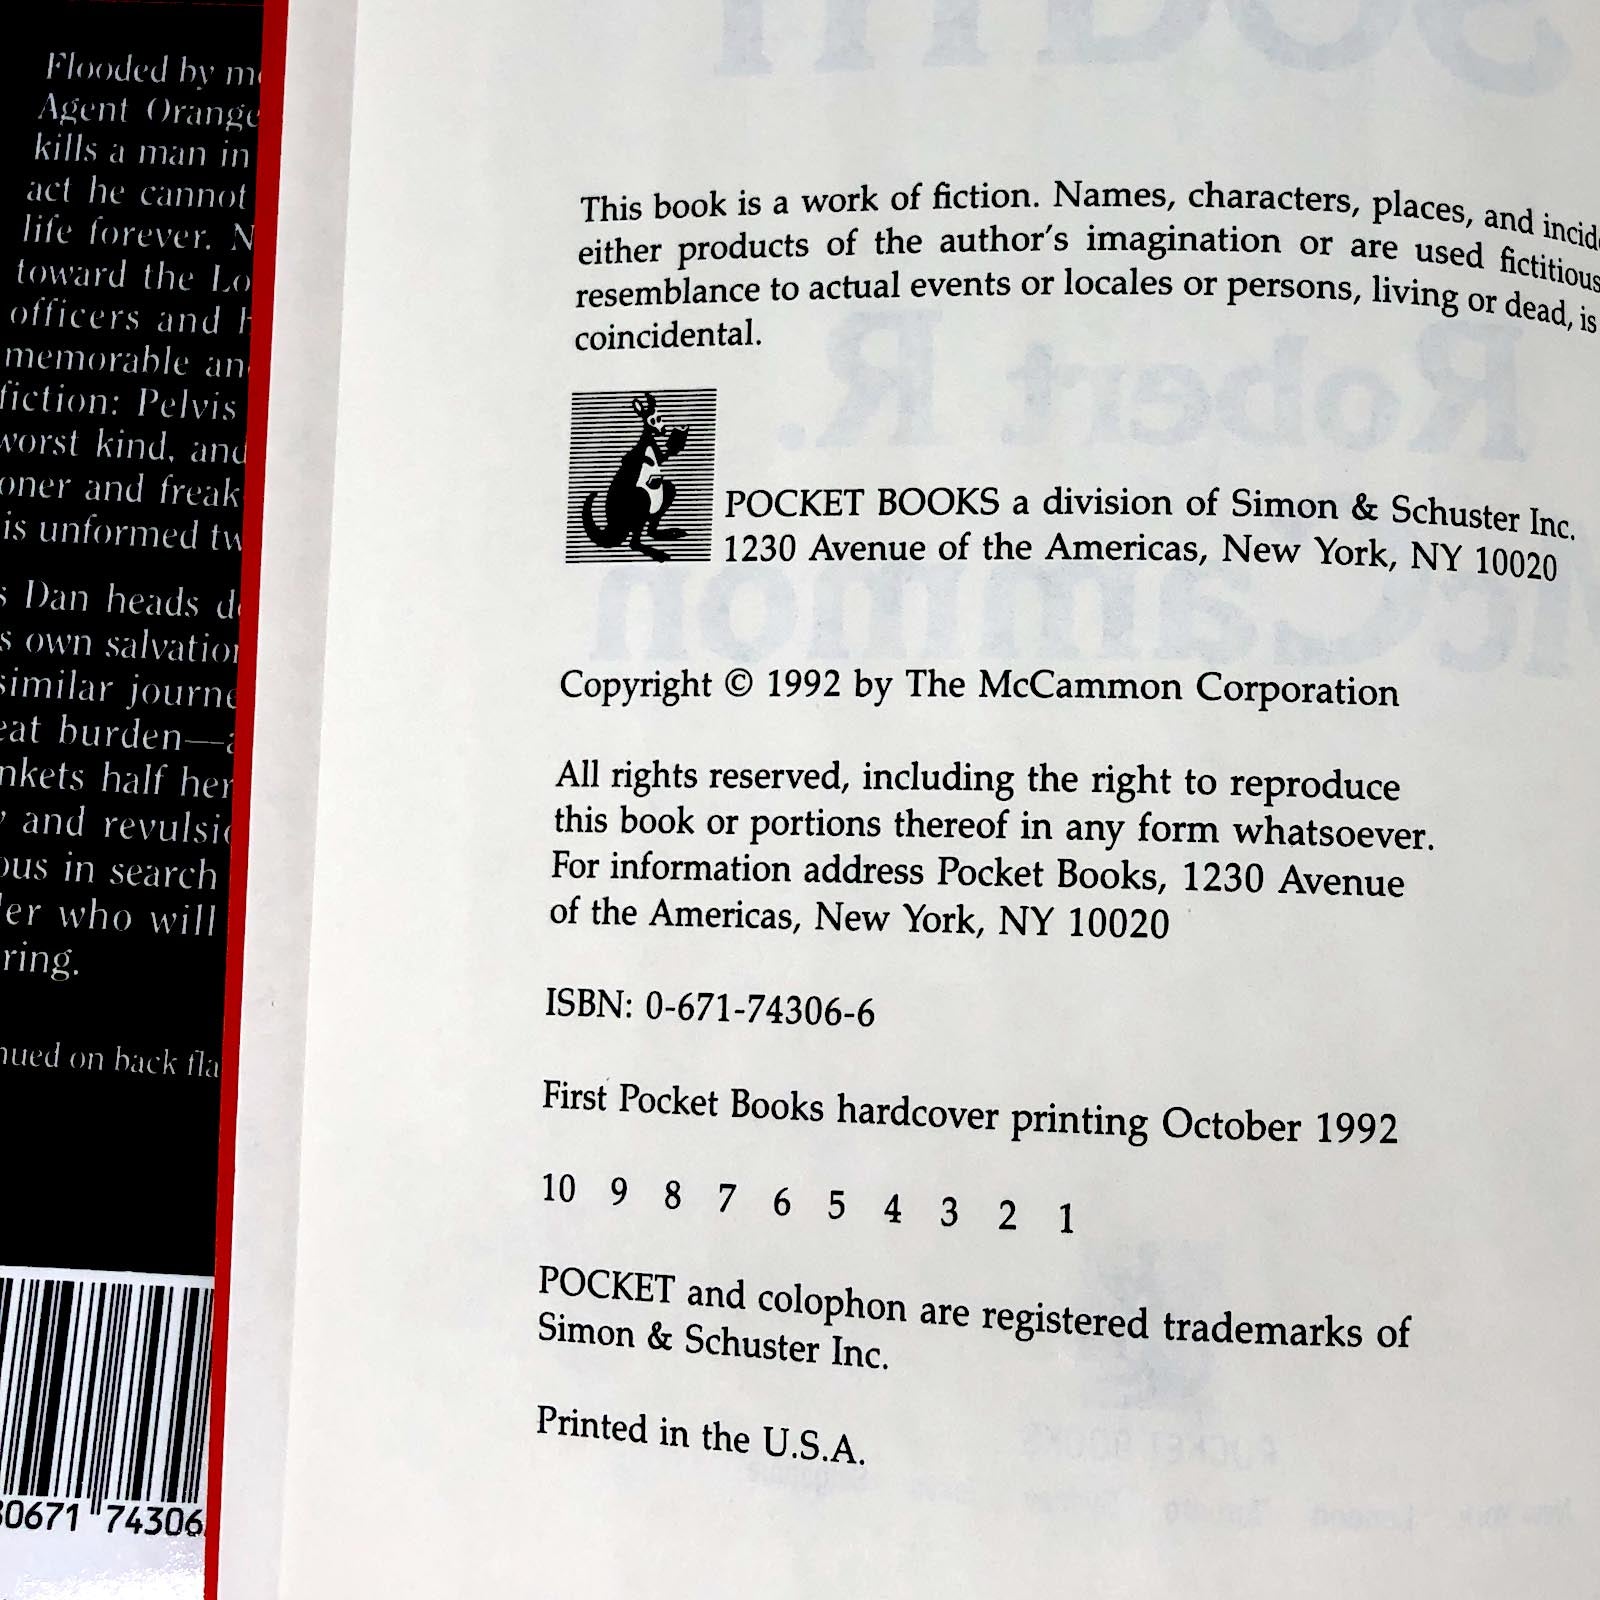 Flooded by
Agent Orange
kills a man in
act he cannot
life forever.
toward the
officers and
memorable
fiction: Pelvis
worst kind, and
and freak
is unformed
Dan heads
own salvation
similar
burden—
half her
and
in search
who will
nued on back
30671 74306
This book is a work of fiction. Names, characters, places, and
either products of the author's imagination or are used
resemblance to actual events or locales or persons, living or dead, is
coincidental.
POCKET BOOKS a division of Simon & Schuster Inc.
1230 Avenue of the Americas, New York, NY 10020
Copyright © 1992 by The McCammon Corporation
All rights reserved, including the right to reproduce
this book or portions thereof in any form whatsoever.
For information address Pocket Books, 1230 Avenue
of the Americas, New York, NY 10020
ISBN: 0-671-74306-6
First Pocket Books hardcover printing October 1992
10 9 8 7 6 5 4 3 2 1
POCKET and colophon are registered trademarks of
Simon & Schuster Inc.
Printed in the U.S.A.